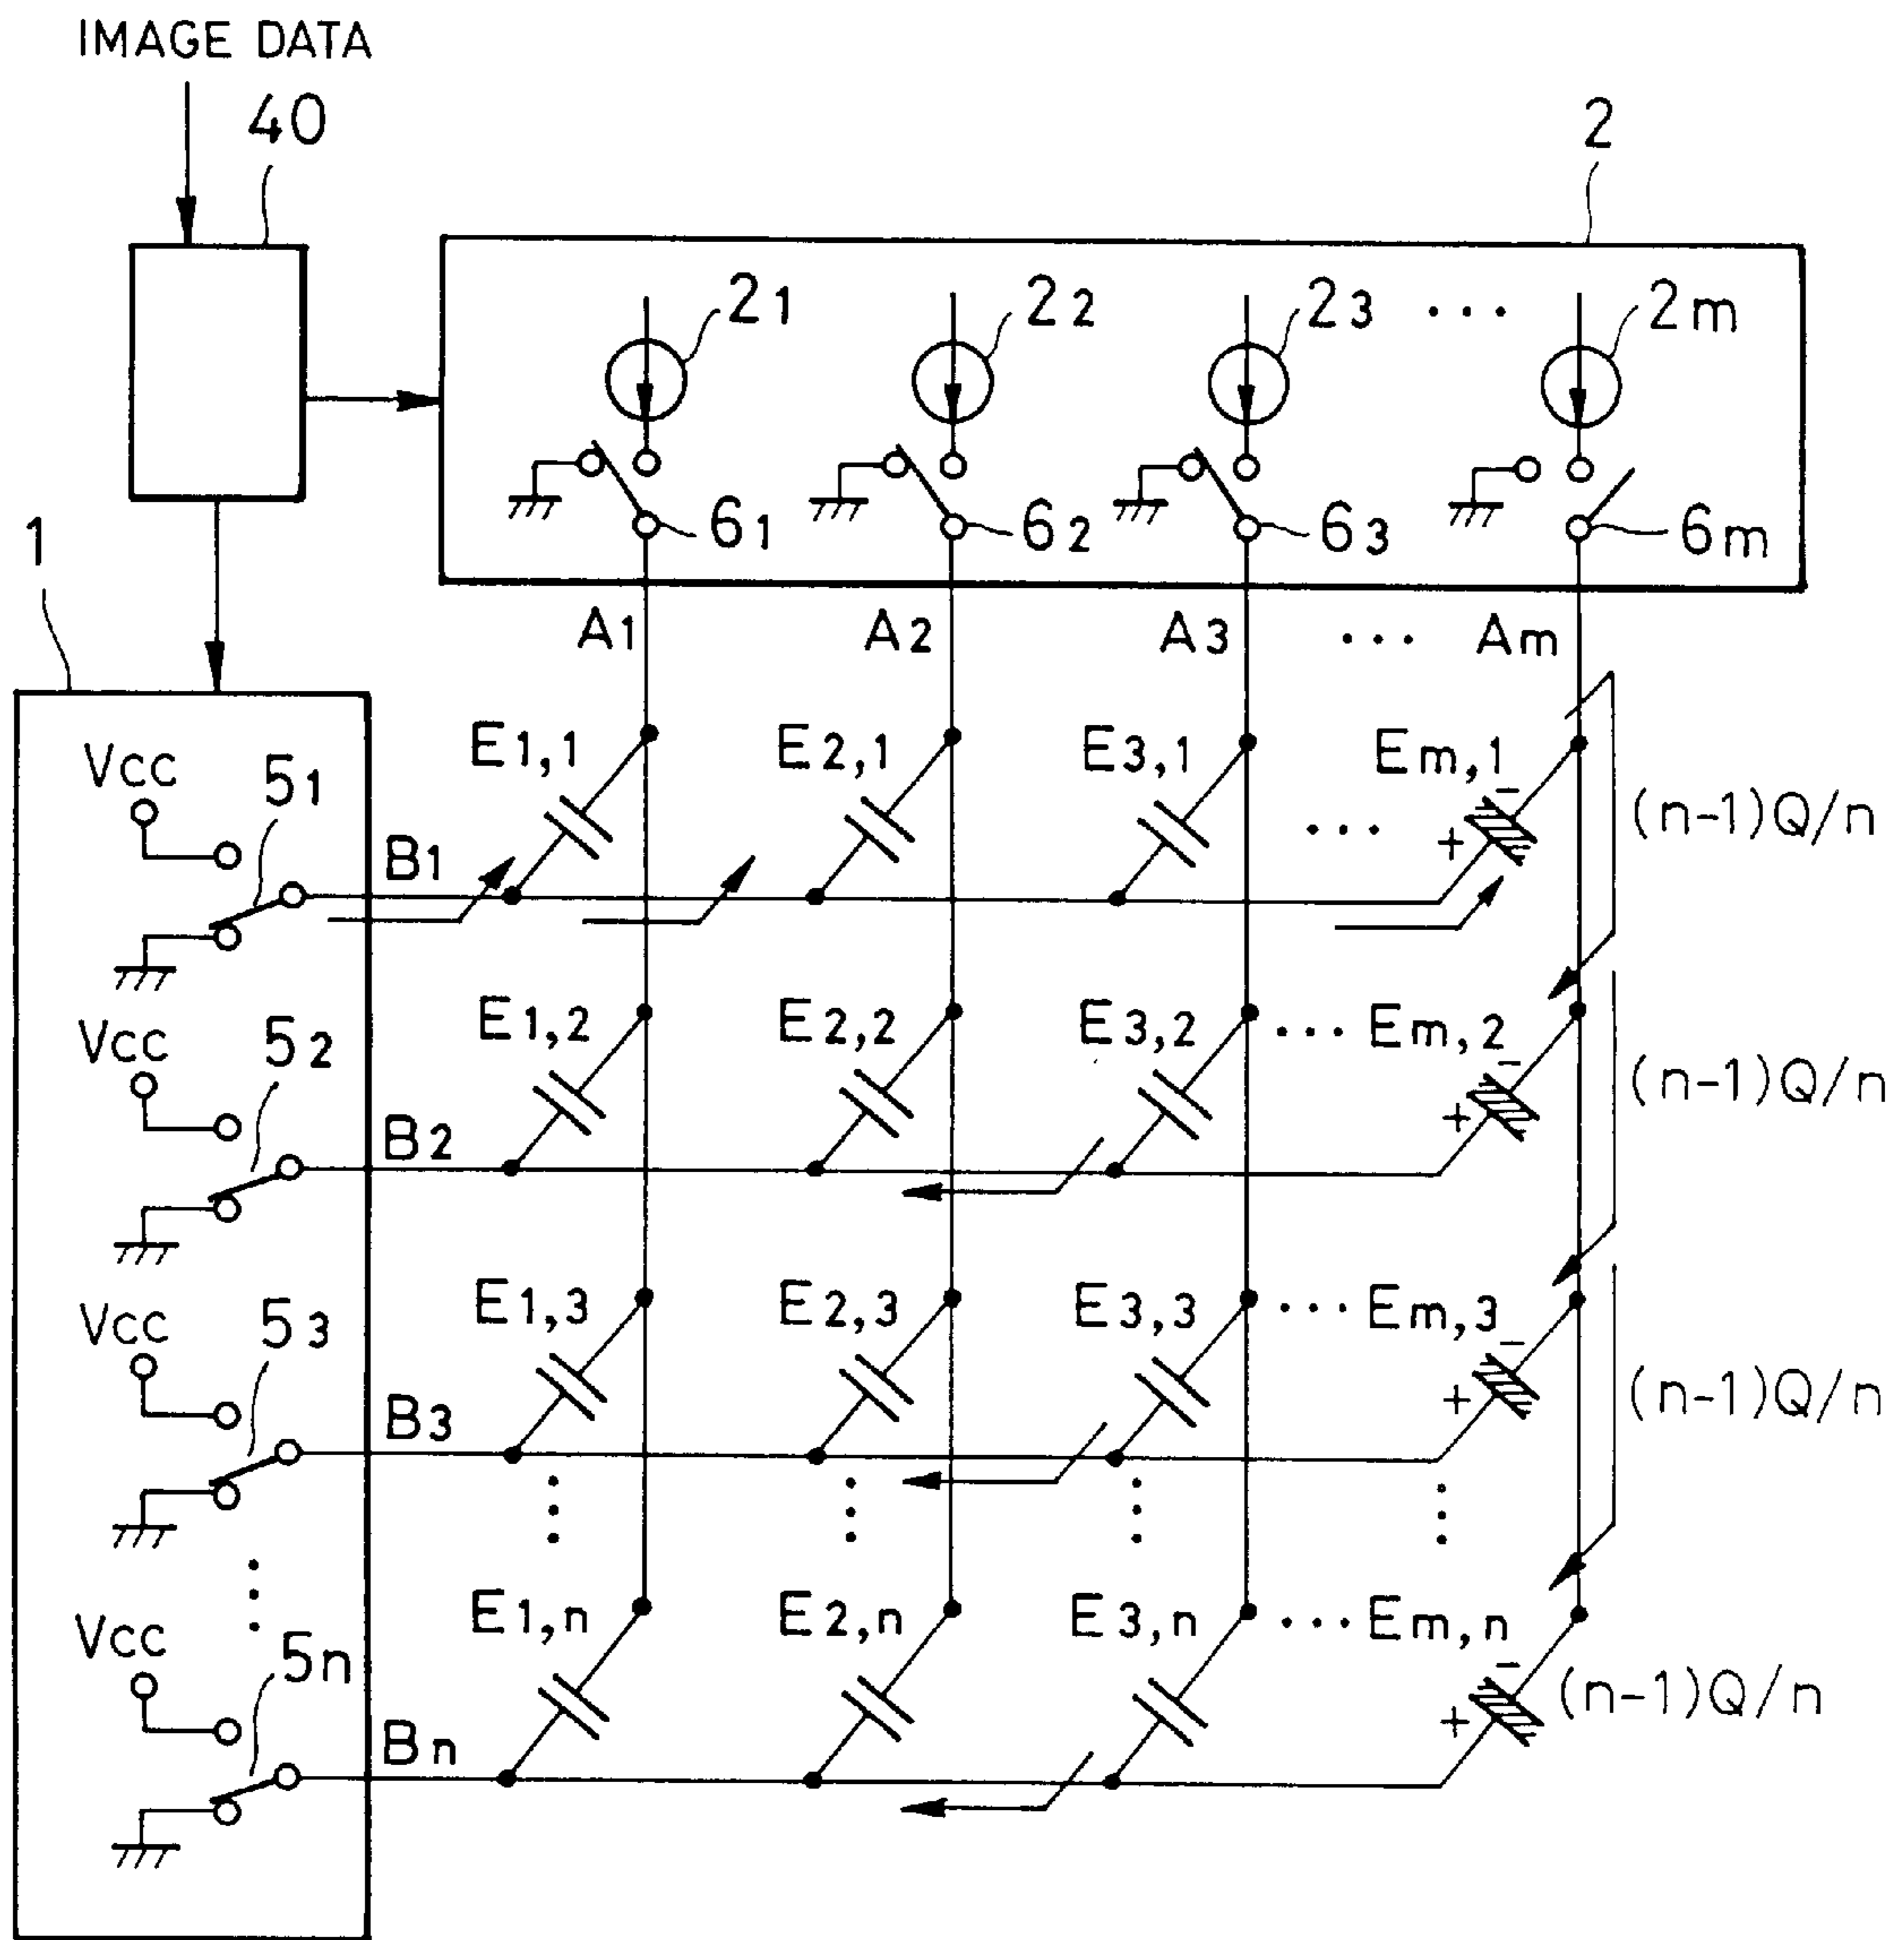 IMAGE DATA
40
2
21 22 23 ... 2m
61 62 63 6m
1
A1 A2 A3 ... Am
Vcc 51 E1,1 E2,1 E3,1 ... Em,1 - + (n-1)Q/n
B1
Vcc 52 E1,2 E2,2 E3,2 ... Em,2 - + (n-1)Q/n
B2
Vcc 53 E1,3 E2,3 E3,3 ... Em,3 - + (n-1)Q/n
B3
Vcc 5n E1,n E2,n E3,n ... Em,n - + (n-1)Q/n
Bn